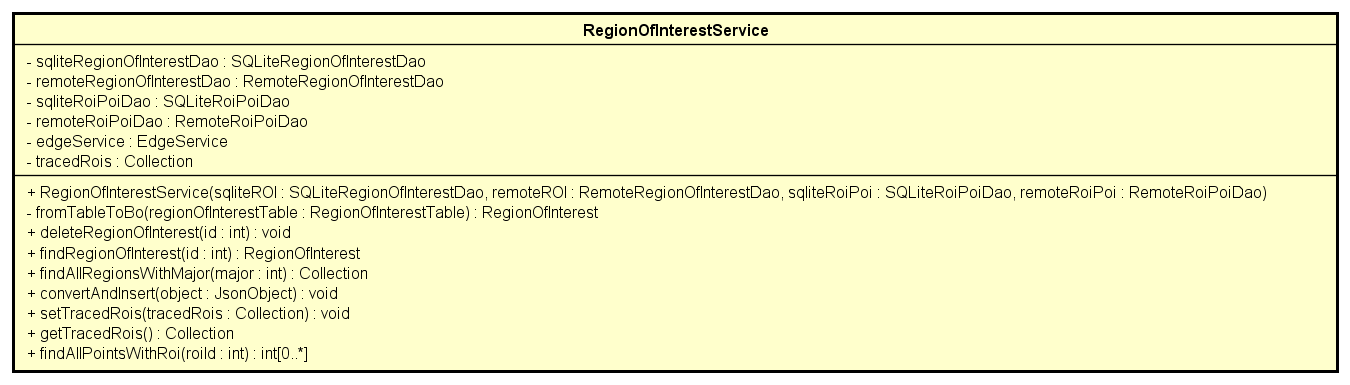 RegionOfInterestService
- sqliteRegionOfInterestDao : SQLiteRegionOfInterestDao
- remoteRegionOfInterestDao : RemoteRegionOfInterestDao
- sqliteRoiPoiDao : SQLiteRoiPoiDao
- remoteRoiPoiDao : RemoteRoiPoiDao
- edgeService : EdgeService
- tracedRois : Collection
+ RegionOfInterestService(sqliteROI : SQLiteRegionOfInterestDao, remoteROI : RemoteRegionOfInterestDao, sqliteRoiPoi : SQLiteRoiPoiDao, remoteRoiPoi : RemoteRoiPoiDao)
- fromTableToBo(regionOfInterestTable : RegionOfInterestTable) : RegionOfInterest
+ deleteRegionOfInterest(id : int) : void
+ findRegionOfInterest(id : int) : RegionOfInterest
+ findAllRegionsWithMajor(major : int) : Collection
+ convertAndInsert(object : JsonObject) : void
+ setTracedRois(tracedRois : Collection) : void
+ getTracedRois() : Collection
+ findAllPointsWithRoi(roiId : int) : int[0..*]